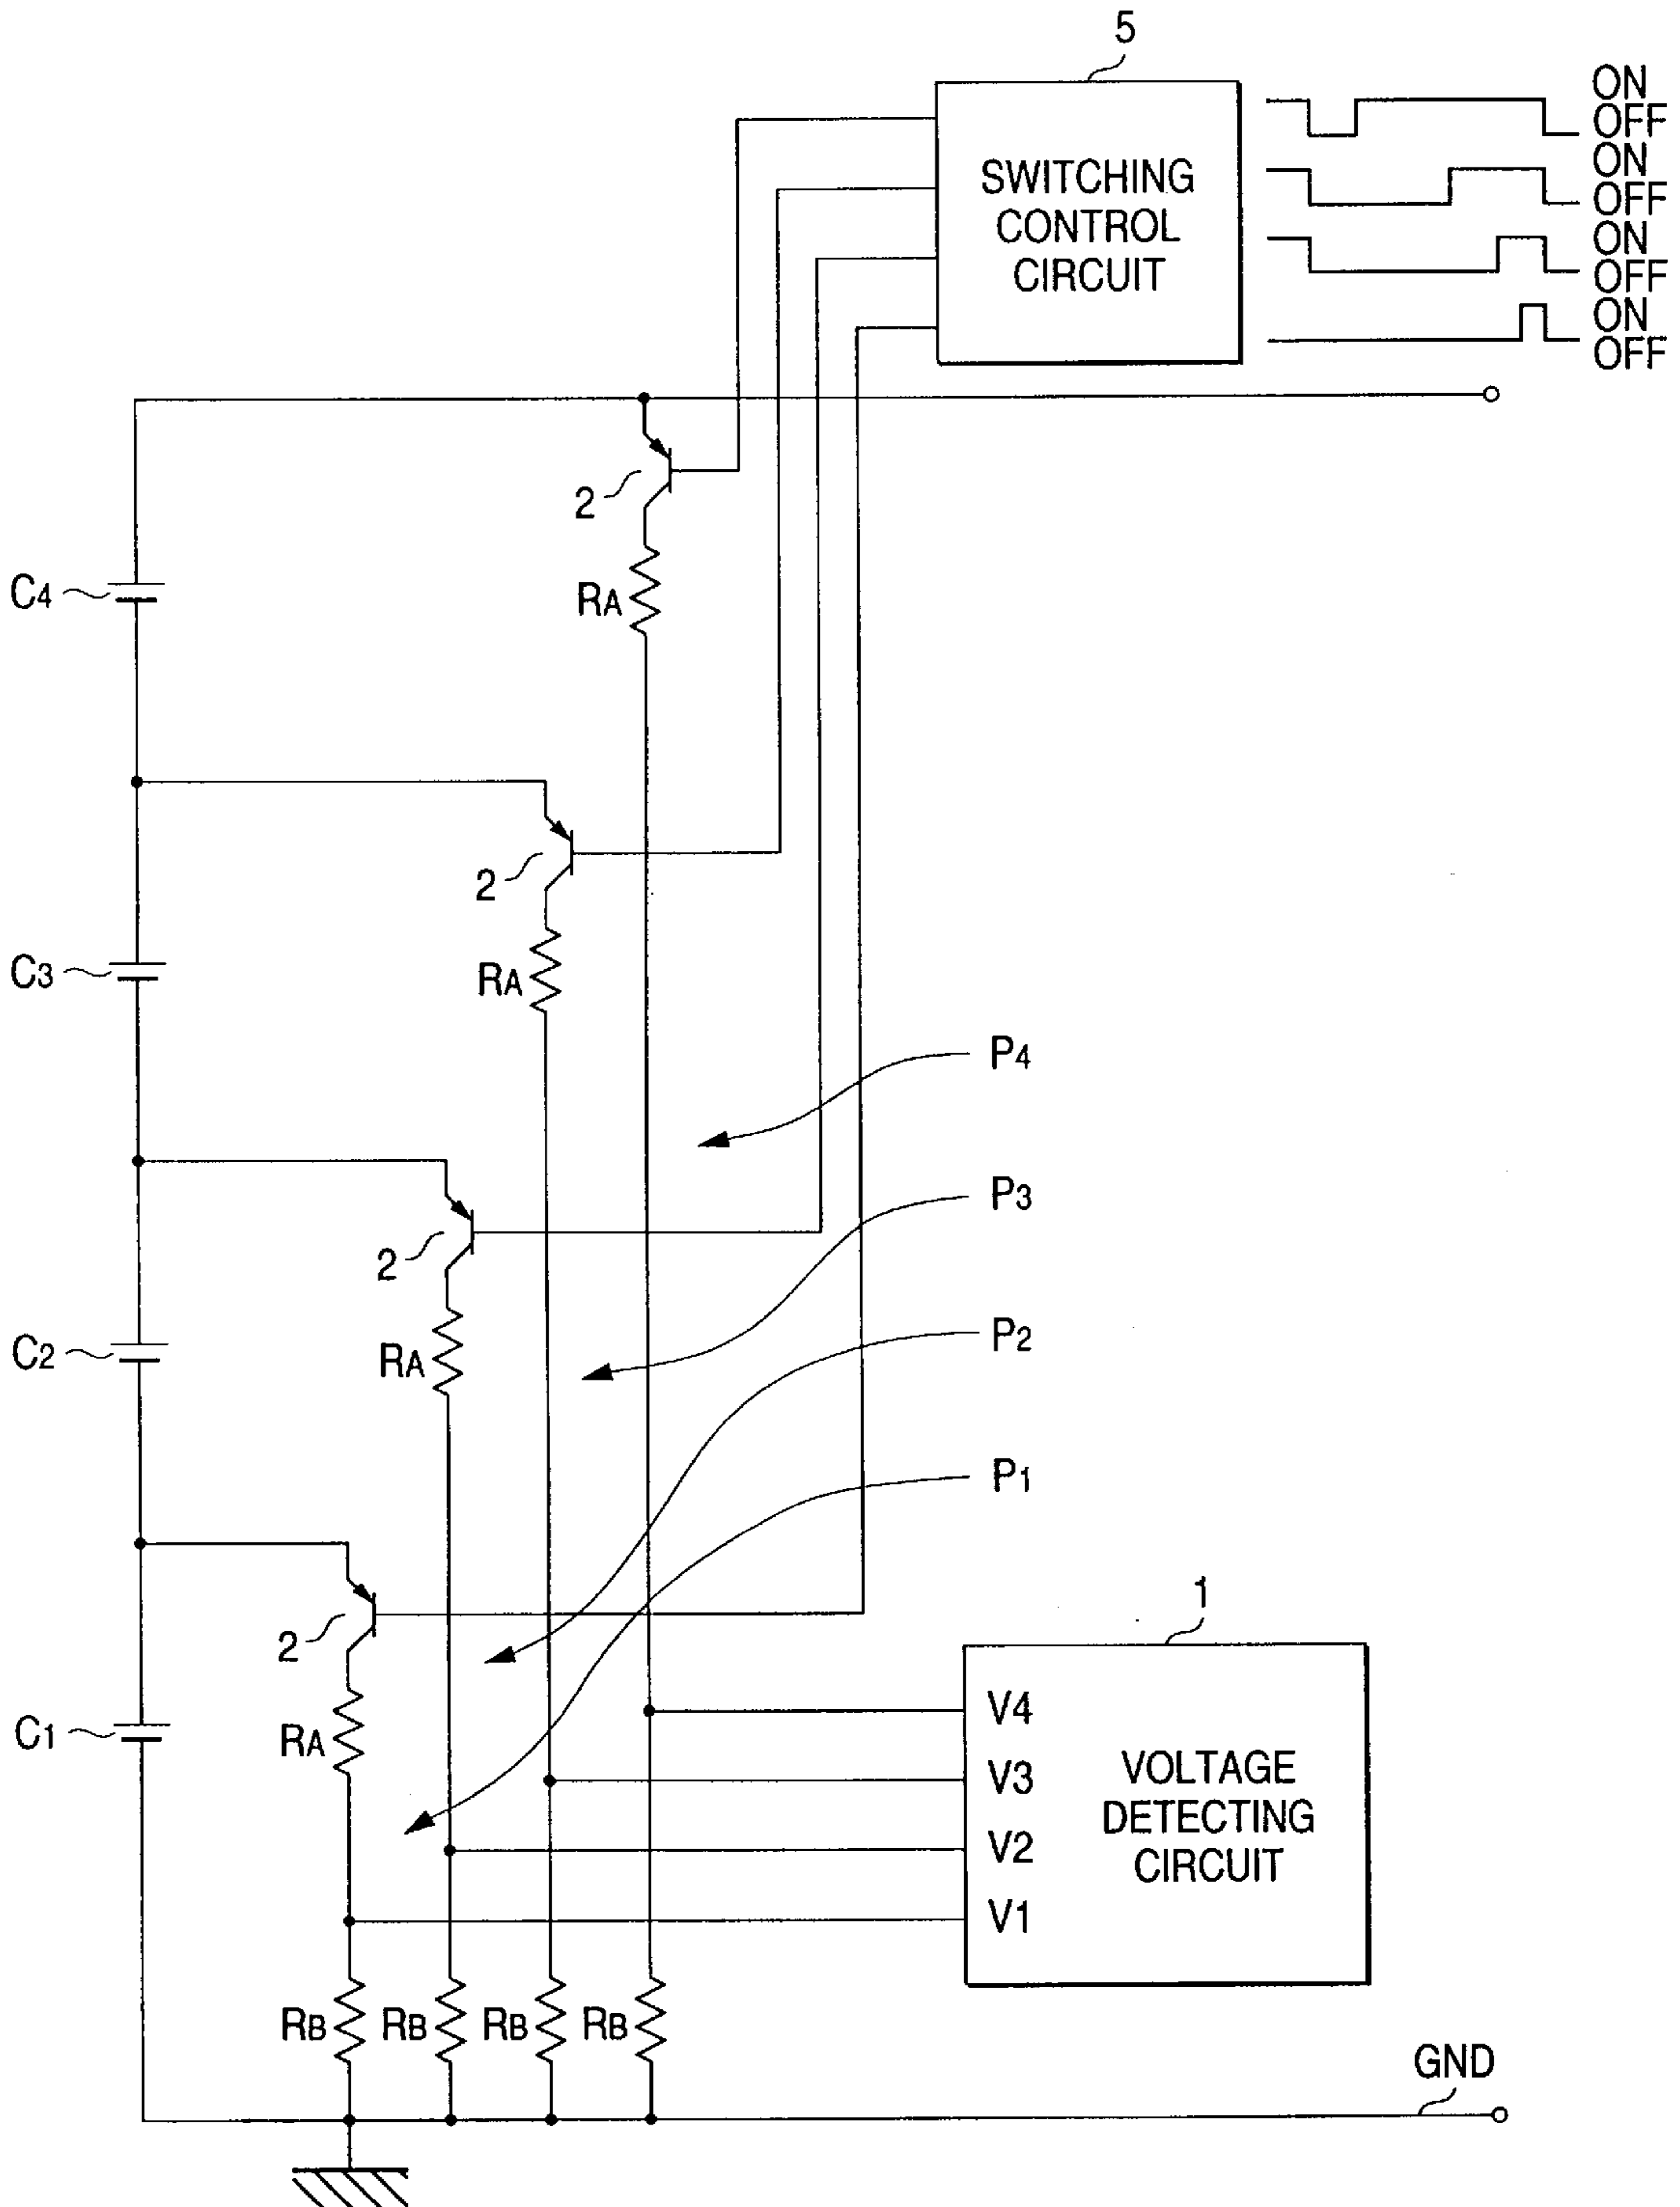 5
ON
OFF
ON
OFF
ON
OFF
ON
OFF
SWITCHING
CONTROL
CIRCUIT
2
C4
RA
2
C3
RA
P4
P3
2
C2
RA
P2
P1
1
2
C1
RA
V4
V3
V2
V1
VOLTAGE
DETECTING
CIRCUIT
RB RB RB RB
GND